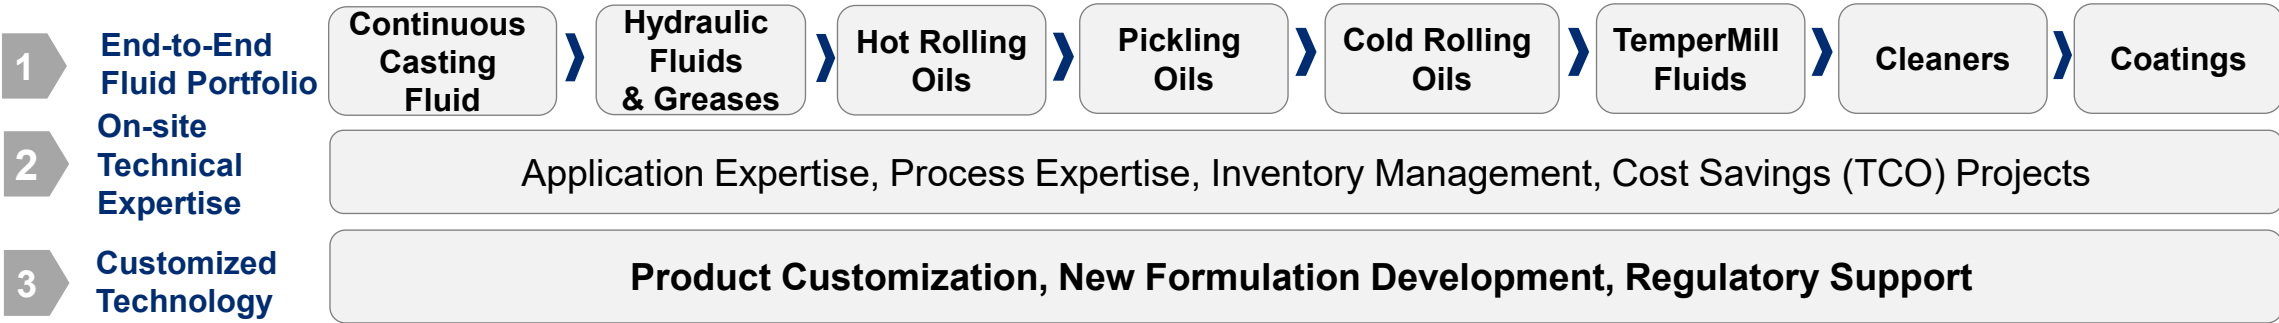 1
End-to-End
Fluid Portfolio
Continuous
Casting
Fluid
Hydraulic
Fluids
& Greases
Hot Rolling
Oils
Pickling
Oils
Cold Rolling
Oils
TemperMill
Fluids
Cleaners
Coatings
2
On-site
Technical
Expertise
Application Expertise, Process Expertise, Inventory Management, Cost Savings (TCO) Projects
3
Customized
Technology
Product Customization, New Formulation Development, Regulatory Support